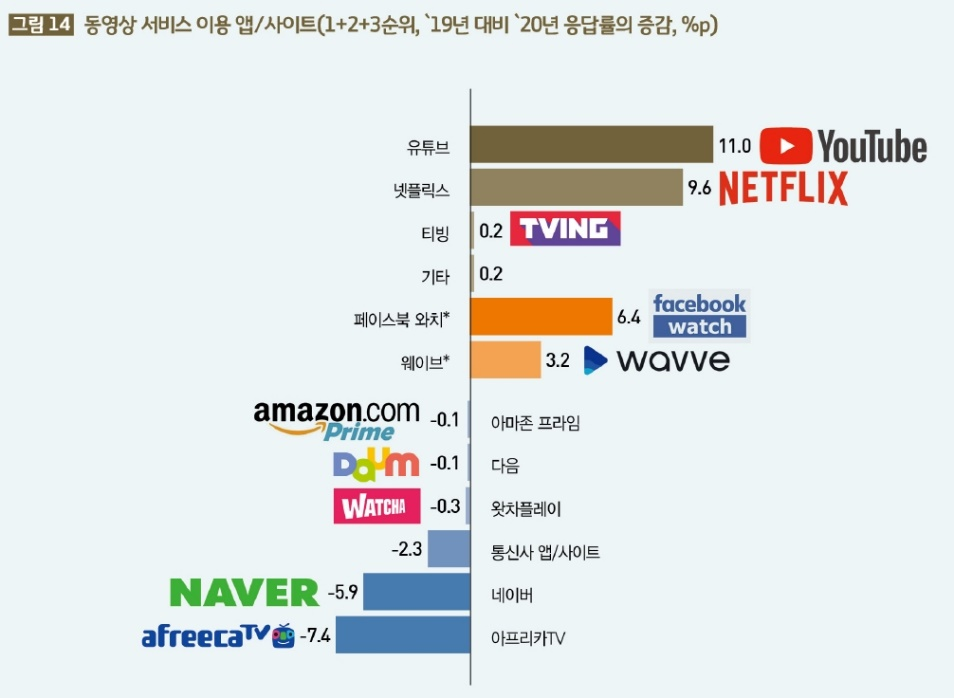 그림 14 동영상 서비스 이용 앱/사이트(1+2+3순위, `19년 대비 `20년 응답률의 증감, %p)
유튜브 11.0 YouTube
넷플릭스 9.6 NETFLIX
티빙 0.2 TVING
기타 0.2
페이스북 와치* 6.4 facebook
watch
웨이브* 3.2 wavve
amazon.com
Prime -0.1 아마존 프라임
Daum -0.1 다음
WATCHA -0.3 왓차플레이
-2.3 통신사 앱/사이트
NAVER -5.9 네이버
afreecaTV -7.4 아프리카TV